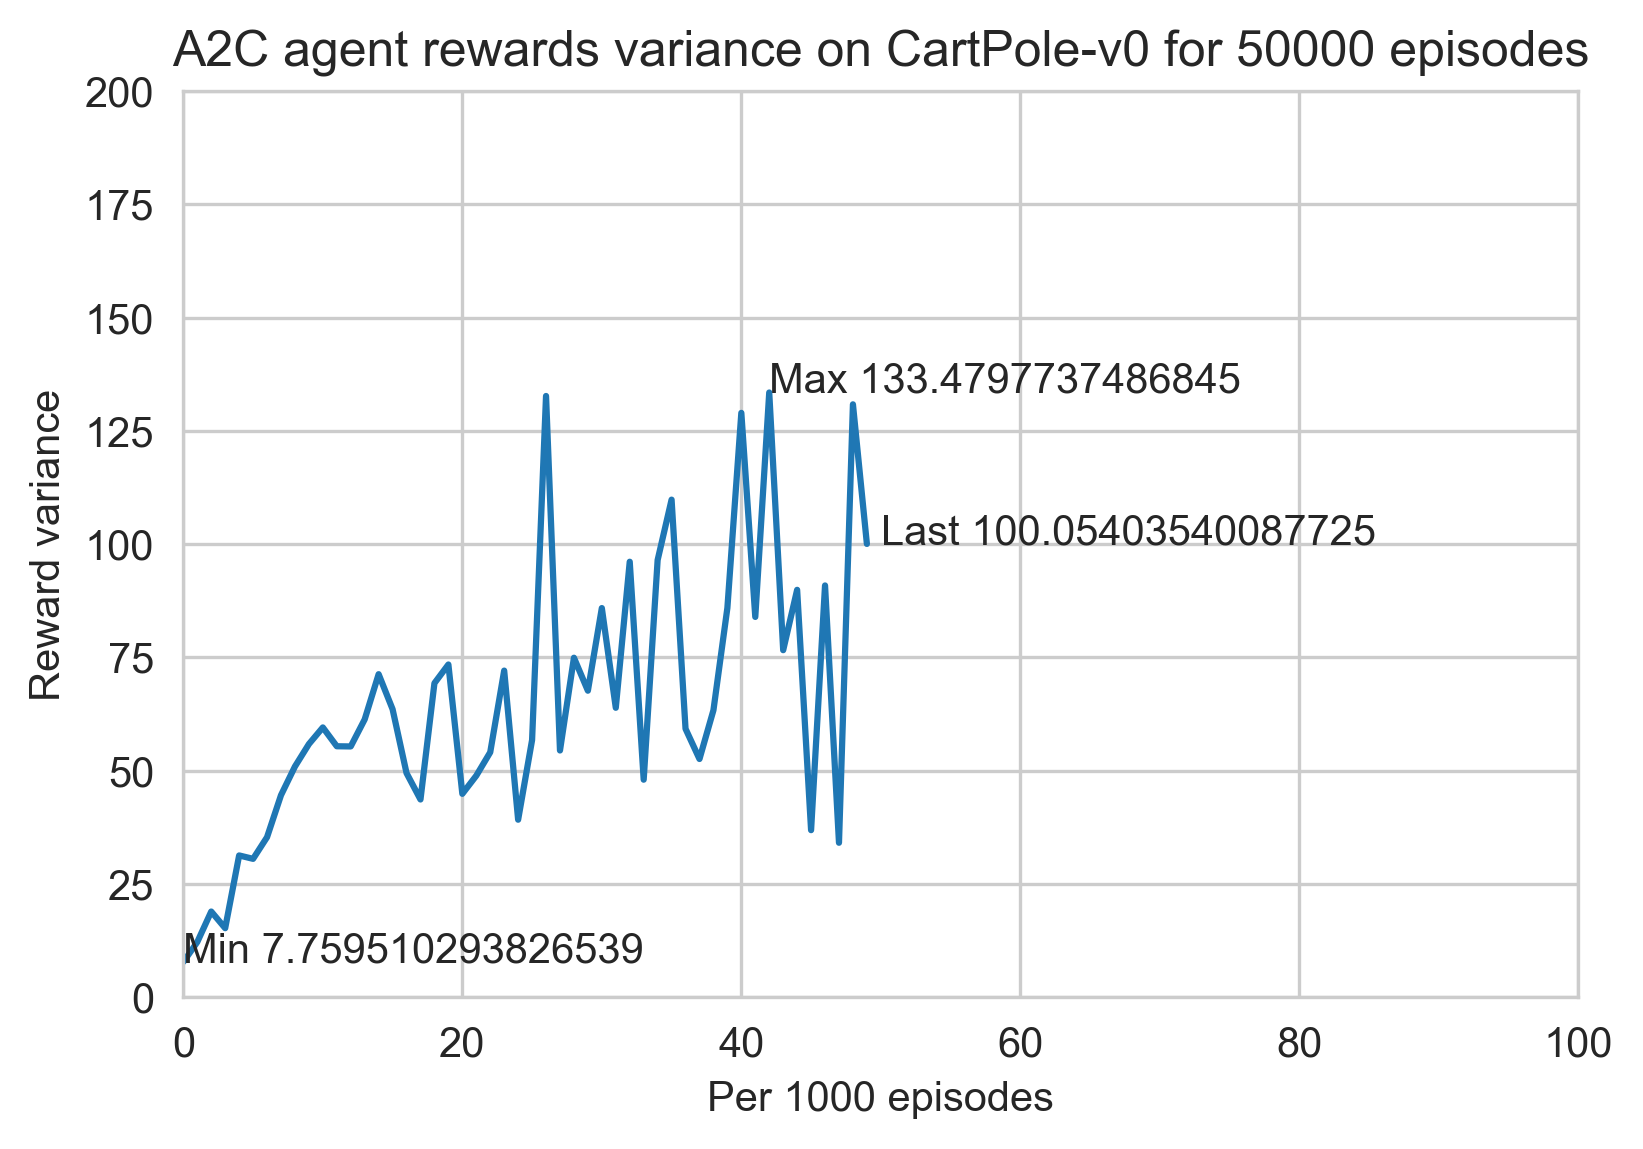 A2C agent rewards variance on CartPole-v0 for 50000 episodes
200
175
150
125
100
75
50
25
0
Reward variance
Max 133.4797737486845
Last 100.05403540087725
Min 7.759510293826539
0 20 40 60 80 100
Per 1000 episodes